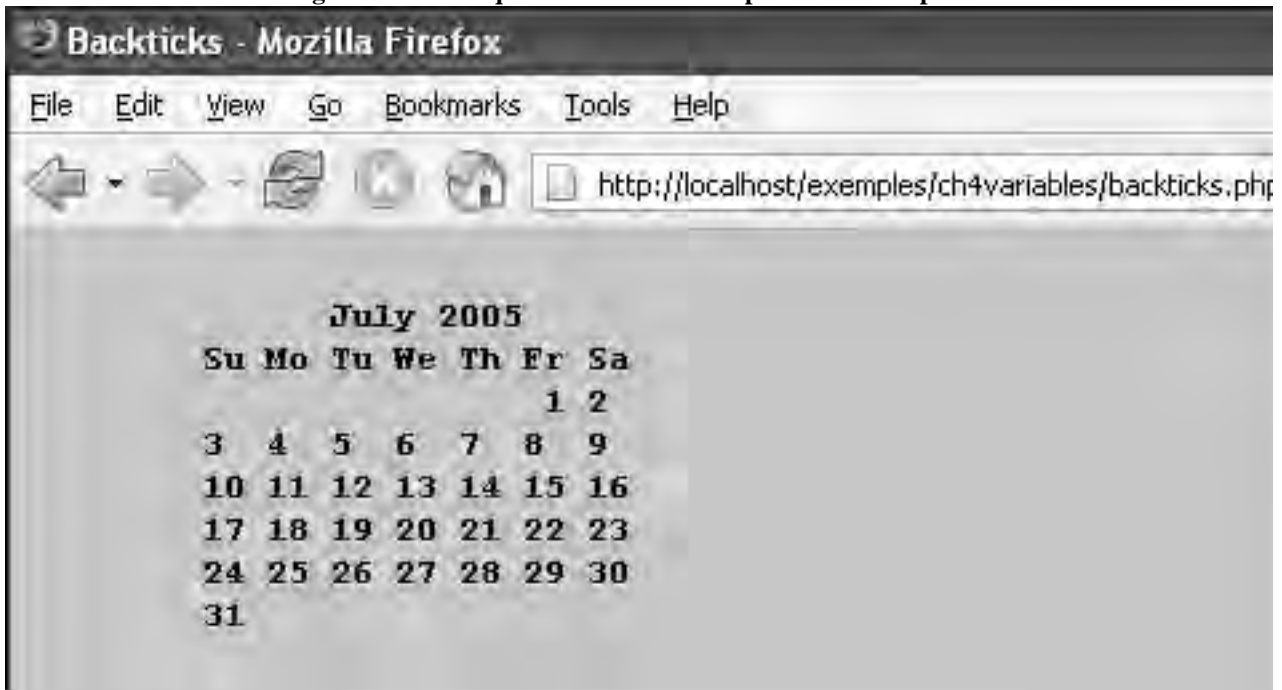 Backticks - Mozilla Firefox
File Edit View Go Bookmarks Tools Help
http://localhost/exemples/ch4variables/backticks.php
July 2005
Su Mo Tu We Th Fr Sa
1 2
3 4 5 6 7 8 9
10 11 12 13 14 15 16
17 18 19 20 21 22 23
24 25 26 27 28 29 30
31